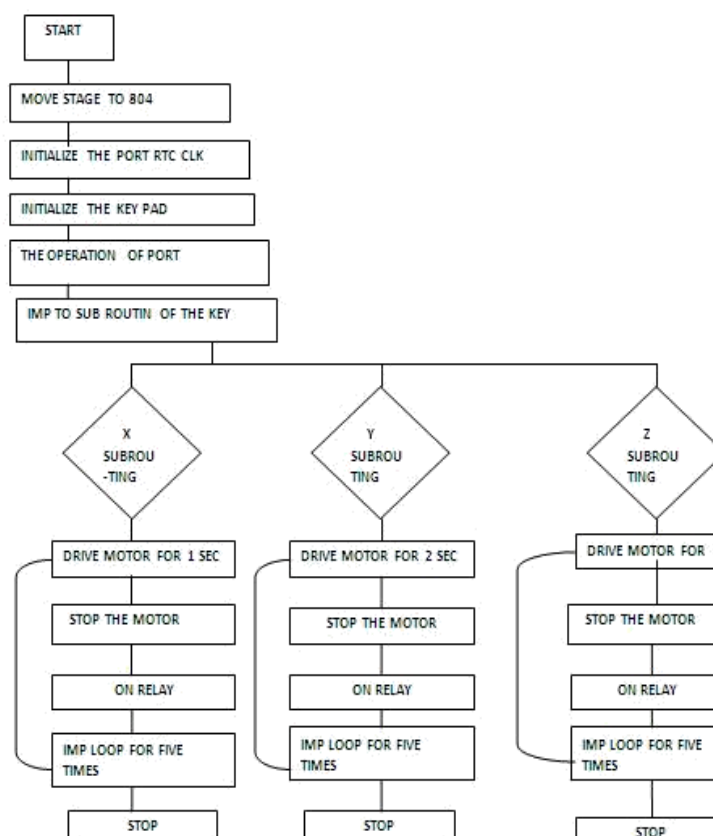 START
MOVE STAGE TO 804
INITIALIZE THE PORT RTC CLK
INITIALIZE THE KEY PAD
THE OPERATION OF PORT
IMP TO SUB ROUTIN OF THE KEY
X
SUBROU
-TING
Y
SUBROU
TING
Z
SUBROU
TING
DRIVE MOTOR FOR 1 SEC
DRIVE MOTOR FOR 2 SEC
DRIVE MOTOR FOR
STOP THE MOTOR
STOP THE MOTOR
STOP THE MOTOR
ON RELAY
ON RELAY
ON RELAY
IMP LOOP FOR FIVE
TIMES
IMP LOOP FOR FIVE
TIMES
IMP LOOP FOR FIVE
TIMES
STOP
STOP
STOP